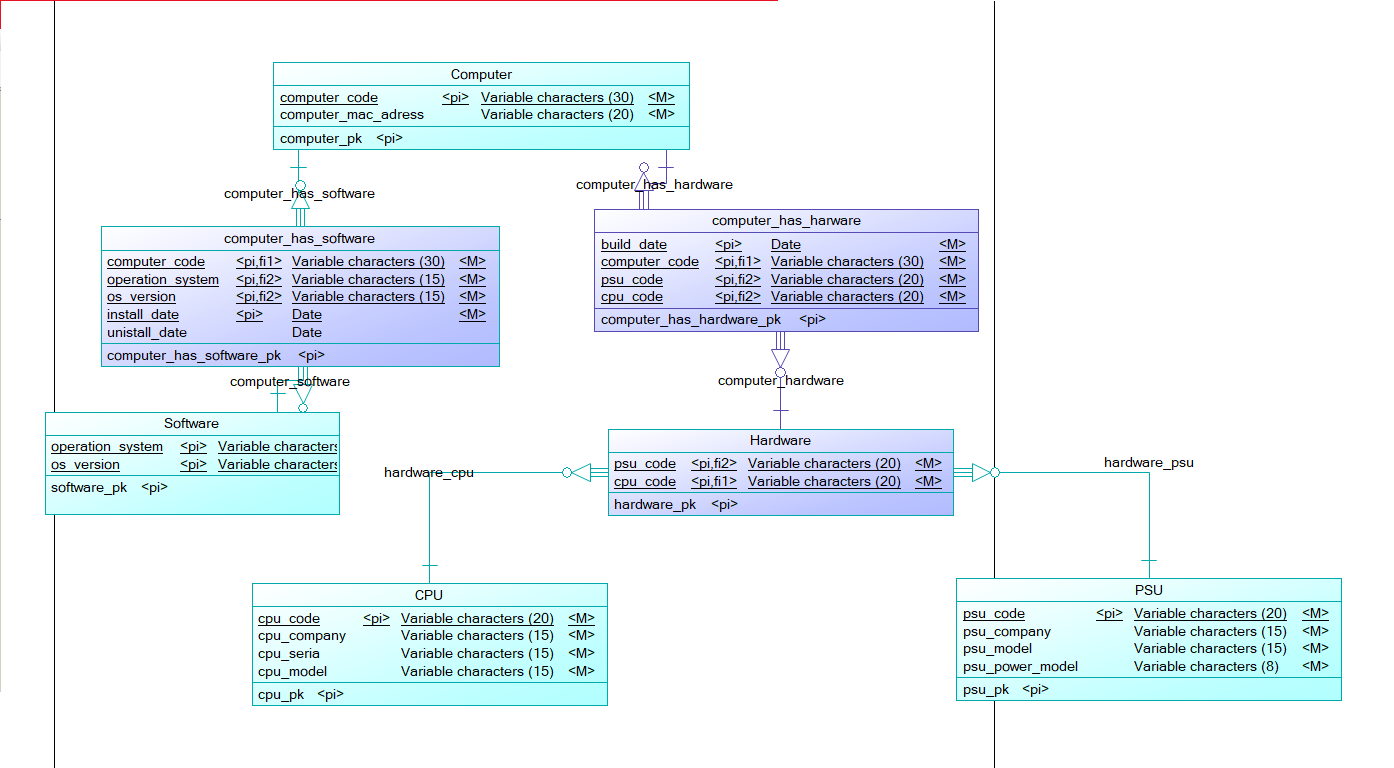 Computer
computer_code <pi> Variable characters (30) <M>
computer_mac_adress Variable characters (20) <M>
computer_pk <pi>
computer_has_software
computer_has_hardware
computer_has_software
computer_code <pi,fi1> Variable characters (30) <M>
operation_system <pi,fi2> Variable characters (15) <M>
os_version <pi,fi2> Variable characters (15) <M>
install_date <pi> Date <M>
unistall_date Date
computer_has_software_pk <pi>
computer_has_harware
build_date <pi> Date <M>
computer_code <pi,fi1> Variable characters (30) <M>
psu_code <pi,fi2> Variable characters (20) <M>
cpu_code <pi,fi2> Variable characters (20) <M>
computer_has_hardware_pk <pi>
computer_software
computer_hardware
Software
operation_system <pi> Variable characters
os_version <pi> Variable characters
software_pk <pi>
Hardware
psu_code <pi,fi2> Variable characters (20) <M>
cpu_code <pi,fi1> Variable characters (20) <M>
hardware_pk <pi>
hardware_cpu
hardware_psu
CPU
cpu_code <pi> Variable characters (20) <M>
cpu_company Variable characters (15) <M>
cpu_seria Variable characters (15) <M>
cpu_model Variable characters (15) <M>
cpu_pk <pi>
PSU
psu_code <pi> Variable characters (20) <M>
psu_company Variable characters (15) <M>
psu_model Variable characters (15) <M>
psu_power_model Variable characters (8) <M>
psu_pk <pi>